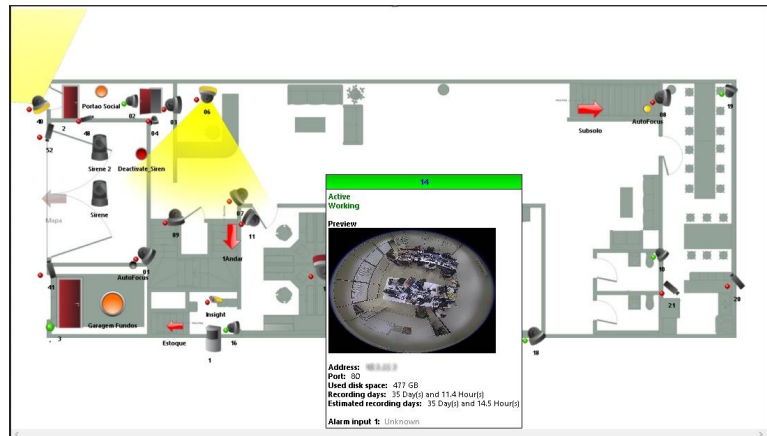 40
2
Portao Social
02
03
48
04
06
52
Sirene 2
Deactivate_Siren
Sirene
Mapa
09
07
11
1Andar
01
AutoFocus
41
Garagem Fundos
3
Insight
Estoque
16
1
Subsolo
AutoFocus
08
19
10
21
20
18
14
Active
Working
Preview
Address:
Port: 80
Used disk space: 477 GB
Recording days: 35 Day(s) and 11.4 Hour(s)
Estimated recording days: 35 Day(s) and 14.5 Hour(s)
Alarm input 1: Unknown